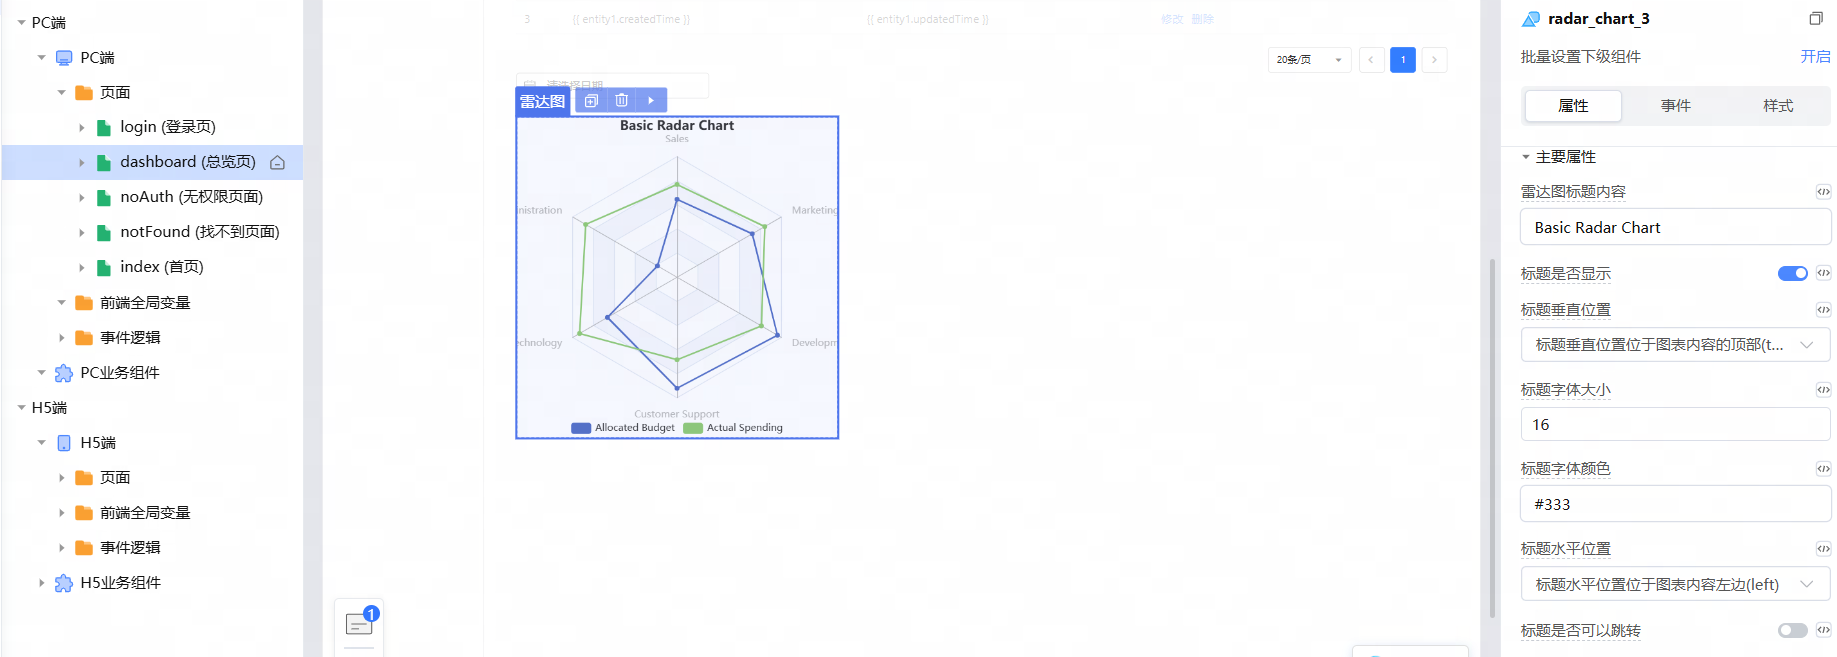 PC端
PC端
页面
login (登录页)
dashboard (总览页)
noAuth (无权限页面)
notFound (找不到页面)
index (首页)
前端全局变量
事件逻辑
PC业务组件
H5端
H5端
页面
前端全局变量
事件逻辑
H5业务组件
3 {{ entity1.createdTime }} {{ entity1.updatedTime }} 修改 删除
20条/页 1
请选择日期
雷达图
Basic Radar Chart
Sales
nistration Marketing
chnology Developm
Customer Support
Allocated Budget Actual Spending
1
radar_chart_3
批量设置下级组件 开启
属性 事件 样式
主要属性
雷达图标题内容
Basic Radar Chart
标题是否显示
标题垂直位置
标题垂直位置位于图表内容的顶部(t...
标题字体大小
16
标题字体颜色
#333
标题水平位置
标题水平位置位于图表内容左边(left)
标题是否可以跳转